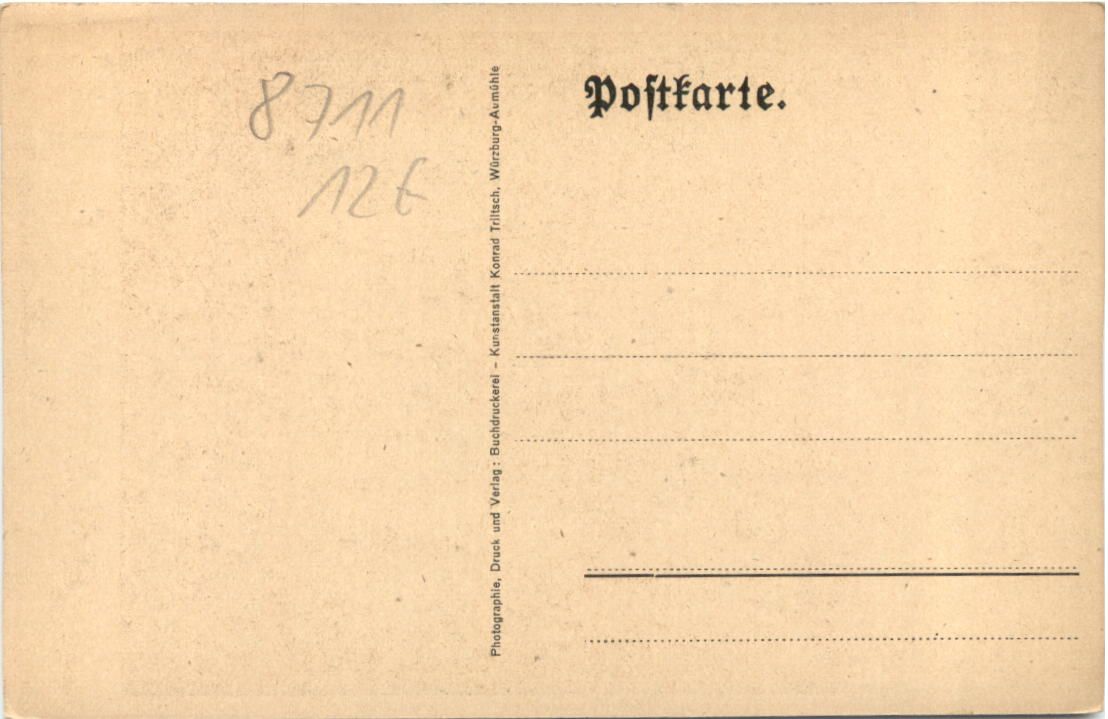 8711
12€
Photographie, Druck und Verlag: Buchdruckerei – Kunstanstalt Konrad Triltsch, Würzburg-Aumühle
Postkarte.